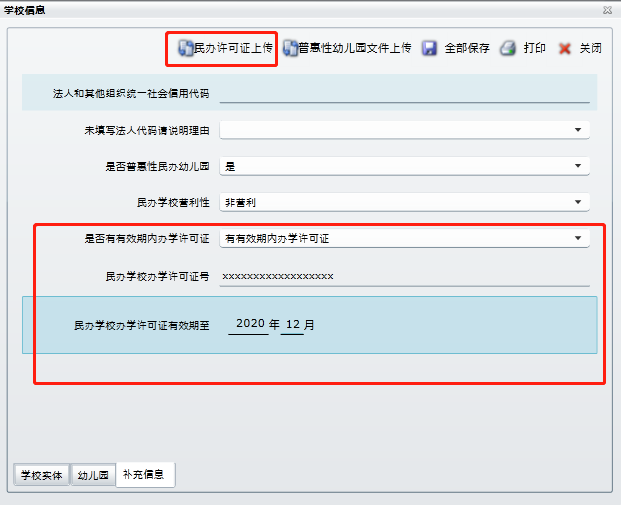 学校信息
民办许可证上传 普惠性幼儿园文件上传 全部保存 打印 关闭
法人和其他组织统一社会信用代码
未填写法人代码请说明理由
是否普惠性民办幼儿园 是
民办学校营利性 非营利
是否有有效期内办学许可证 有有效期内办学许可证
民办学校办学许可证号 xxxxxxxxxxxxxxxxxx
民办学校办学许可证有效期至 2020 年 12 月
学校实体 幼儿园 补充信息